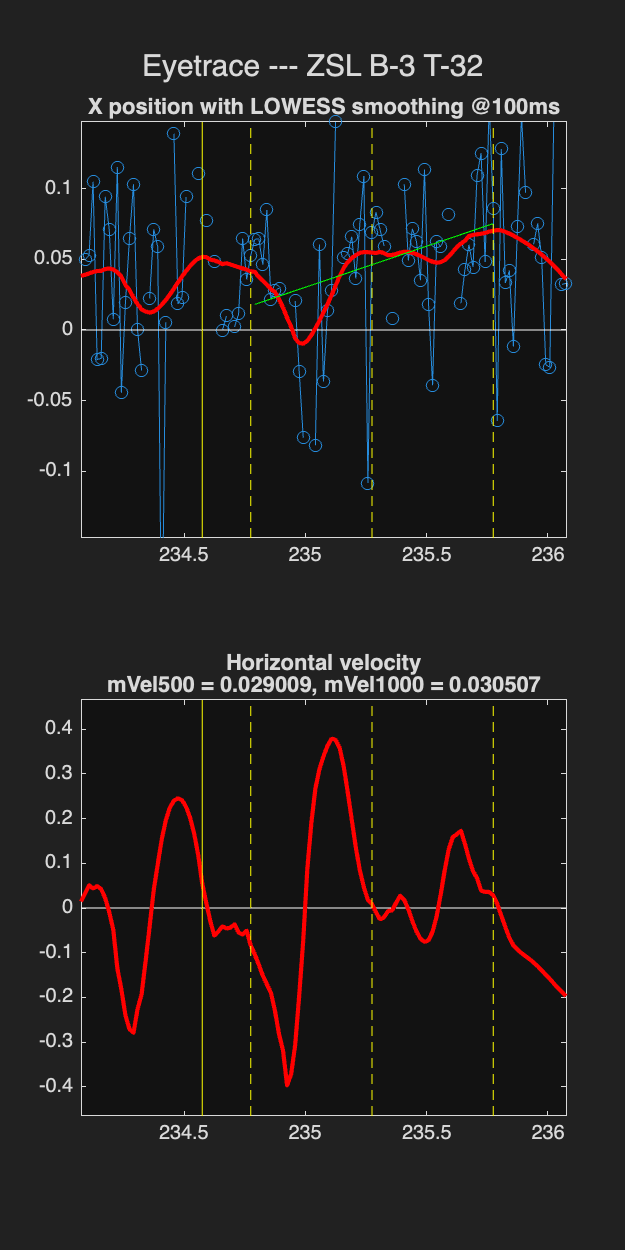 Eyetrace --- ZSL B-3 T-32
X position with LOWESS smoothing @100ms
0.1
0.05
0
-0.05
-0.1
234.5 235 235.5 236
Horizontal velocity
mVel500 = 0.029009, mVel1000 = 0.030507
0.4
0.3
0.2
0.1
0
-0.1
-0.2
-0.3
-0.4
234.5 235 235.5 236